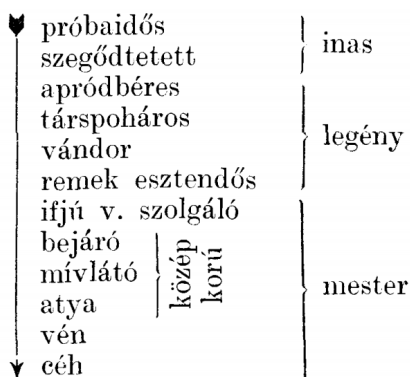 próbaidős
szegődtetett
inas
apródbéres
társpoháros
vándor
remek esztendős
legény
ifjú v. szolgáló
bejáró
mívlátó
atya
közép
korú
vén
céh
mester